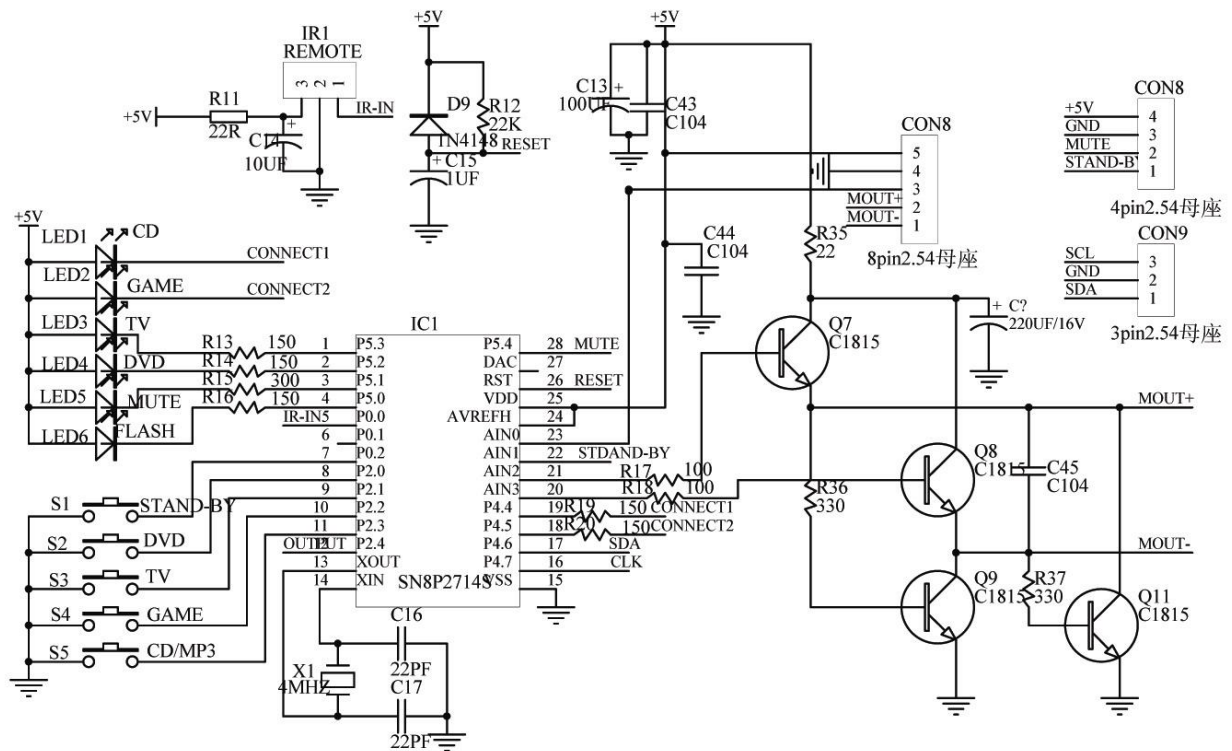 IR1
REMOTE
3 2 1
+5V
R11
22R
C14
10UF
IR-IN
+5V
D9
1N4148
R12
22K
RESET
C15
1UF
+5V
C13
100UF
C43
C104
CON8
5
4
3
2
1
MOUT+
MOUT-
8pin2.54母座
+5V
GND
MUTE
STAND-BY
CON8
4
3
2
1
4pin2.54母座
SCL
GND
SDA
CON9
3
2
1
3pin2.54母座
+5V
LED1
CD
CONNECT1
LED2
GAME
CONNECT2
LED3
TV
LED4
DVD
LED5
MUTE
LED6
FLASH
R13 150
R14 150
R15 300
R16 150
IR-IN
IC1
1 P5.3
2 P5.2
3 P5.1
4 P5.0
5 P0.0
6 P0.1
7 P0.2
8 P2.0
9 P2.1
10 P2.2
11 P2.3
12 P2.4
13 XOUT
14 XIN
OUTPUT
P5.4 28 MUTE
DAC 27
RST 26 RESET
VDD 25
AVREFH 24
AIN0 23
AIN1 22 STDAND-BY
AIN2 21
AIN3 20
P4.4 19
P4.5 18
P4.6 17 SDA
P4.7 16 CLK
VSS 15
SN8P2714S
R17 100
R18 100
R19 150 CONNECT1
R20 150 CONNECT2
S1 STAND-BY
S2 DVD
S3 TV
S4 GAME
S5 CD/MP3
X1
4MHZ
C16
22PF
C17
22PF
C44
C104
R35
22
Q7
C1815
C?
220UF/16V
MOUT+
R36
330
Q8
C1815
C45
C104
MOUT-
Q9
C1815
R37
330
Q11
C1815